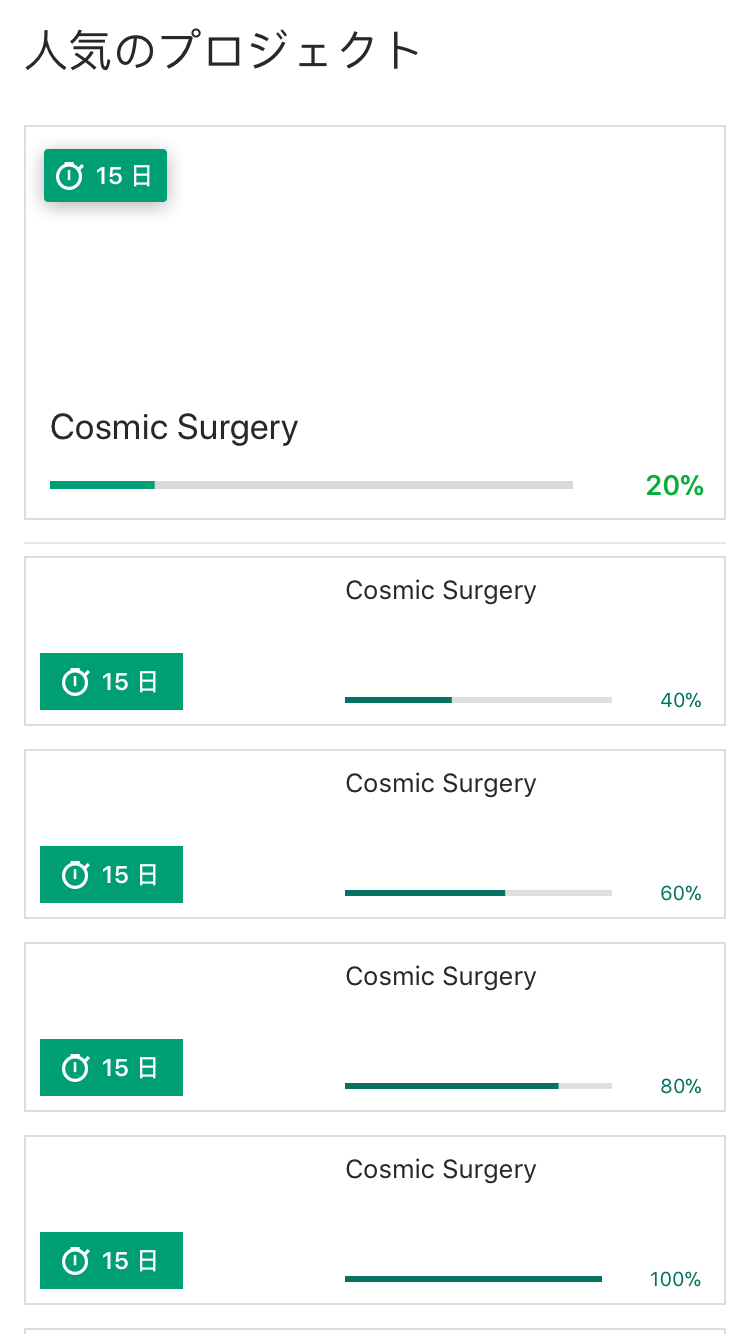 人気のプロジェクト
15 日
Cosmic Surgery
20%
Cosmic Surgery
15 日
40%
Cosmic Surgery
15 日
60%
Cosmic Surgery
15 日
80%
Cosmic Surgery
15 日
100%